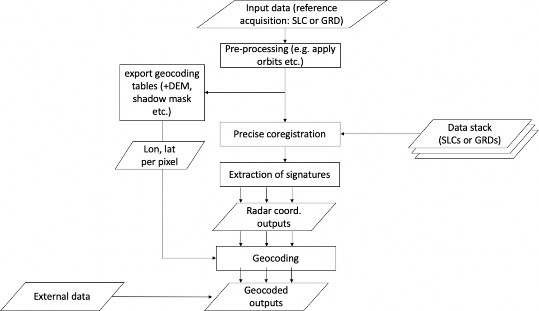 Input data (reference
acquisition: SLC or GRD)
Pre-processing (e.g. apply
orbits etc.)
export geocoding
tables (+DEM,
shadow mask
etc.)
Precise coregistration
Data stack
(SLCs or GRDs)
Lon, lat
per pixel
Extraction of signatures
Radar coord.
outputs
Geocoding
External data
Geocoded
outputs